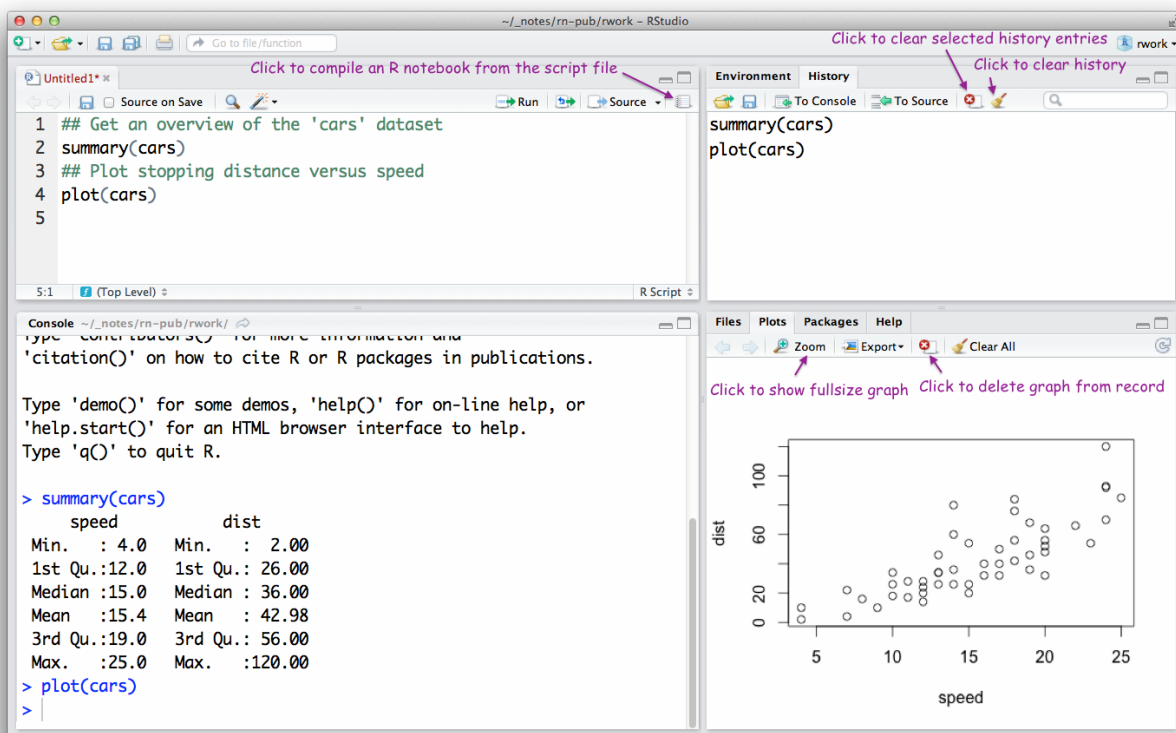 ~/_notes/rn-pub/rwork - RStudio
Go to file/function
rwork
Click to clear selected history entries
Click to clear history
Click to compile an R notebook from the script file
Untitled1*
Source on Save
Run
Source
1 ## Get an overview of the 'cars' dataset
2 summary(cars)
3 ## Plot stopping distance versus speed
4 plot(cars)
5
5:1 (Top Level) R Script
Environment History
To Console To Source
summary(cars)
plot(cars)
Console ~/_notes/rn-pub/rwork/
Type 'contributors()' for more information and
'citation()' on how to cite R or R packages in publications.
Type 'demo()' for some demos, 'help()' for on-line help, or
'help.start()' for an HTML browser interface to help.
Type 'q()' to quit R.
> summary(cars)
speed dist
Min. : 4.0 Min. : 2.00
1st Qu.:12.0 1st Qu.: 26.00
Median :15.0 Median : 36.00
Mean :15.4 Mean : 42.98
3rd Qu.:19.0 3rd Qu.: 56.00
Max. :25.0 Max. :120.00
> plot(cars)
>
Files Plots Packages Help
Zoom Export Clear All
Click to show fullsize graph Click to delete graph from record
dist
100
60
20
0
5 10 15 20 25
speed